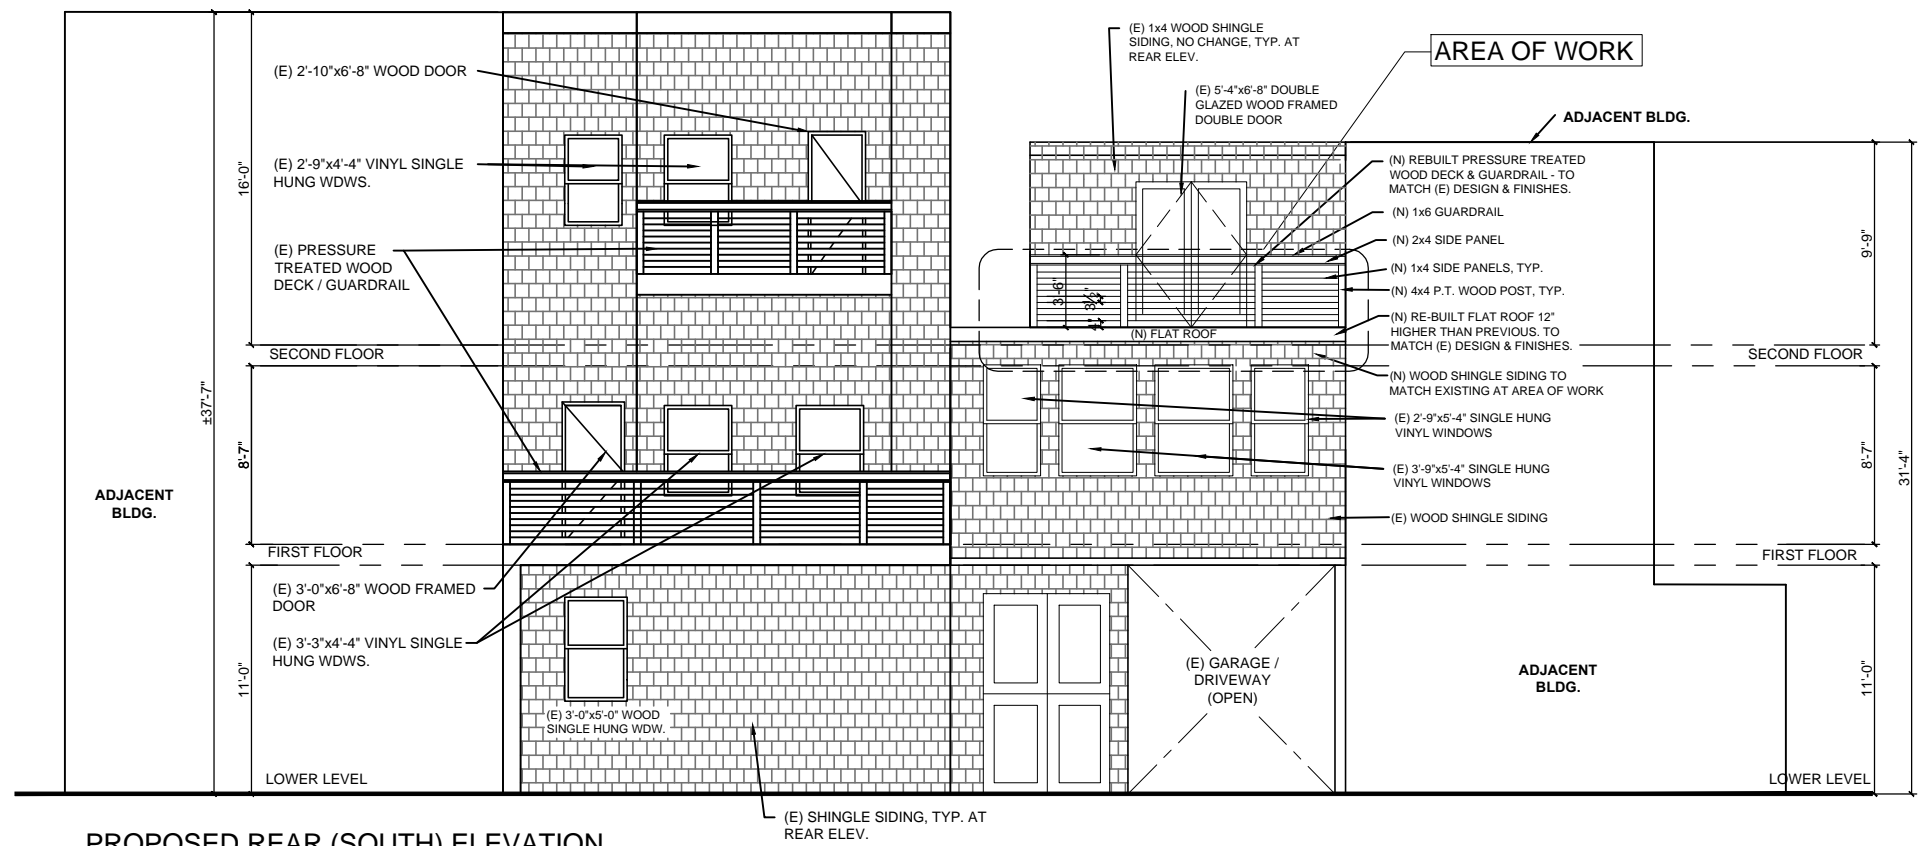 (E) 2'-10"x6'-8" WOOD DOOR
(E) 2'-9"x4'-4" VINYL SINGLE
HUNG WDWS.
(E) PRESSURE
TREATED WOOD
DECK / GUARDRAIL
16'-0"
SECOND FLOOR
±37'-7"
8'-7"
ADJACENT
BLDG.
FIRST FLOOR
(E) 3'-0"x6'-8" WOOD FRAMED
DOOR
(E) 3'-3"x4'-4" VINYL SINGLE
HUNG WDWS.
11'-0"
LOWER LEVEL
(E) 3'-0"x5'-0" WOOD
SINGLE HUNG WDW.
(E) SHINGLE SIDING, TYP. AT
REAR ELEV.
(E) 1x4 WOOD SHINGLE
SIDING, NO CHANGE, TYP. AT
REAR ELEV.
AREA OF WORK
(E) 5'-4"x6'-8" DOUBLE
GLAZED WOOD FRAMED
DOUBLE DOOR
ADJACENT BLDG.
(N) REBUILT PRESSURE TREATED
WOOD DECK & GUARDRAIL - TO
MATCH (E) DESIGN & FINISHES.
(N) 1x6 GUARDRAIL
(N) 2x4 SIDE PANEL
(N) 1x4 SIDE PANELS, TYP.
(N) 4x4 P.T. WOOD POST, TYP.
(N) RE-BUILT FLAT ROOF 12"
HIGHER THAN PREVIOUS. TO
MATCH (E) DESIGN & FINISHES.
3'-6"
3½"
4"
(N) FLAT ROOF
(N) WOOD SHINGLE SIDING TO
MATCH EXISTING AT AREA OF WORK
(E) 2'-9"x5'-4" SINGLE HUNG
VINYL WINDOWS
(E) 3'-9"x5'-4" SINGLE HUNG
VINYL WINDOWS
(E) WOOD SHINGLE SIDING
(E) GARAGE /
DRIVEWAY
(OPEN)
ADJACENT
BLDG.
9'-9"
SECOND FLOOR
8'-7"
31'-4"
FIRST FLOOR
11'-0"
LOWER LEVEL
PROPOSED REAR (SOUTH) ELEVATION